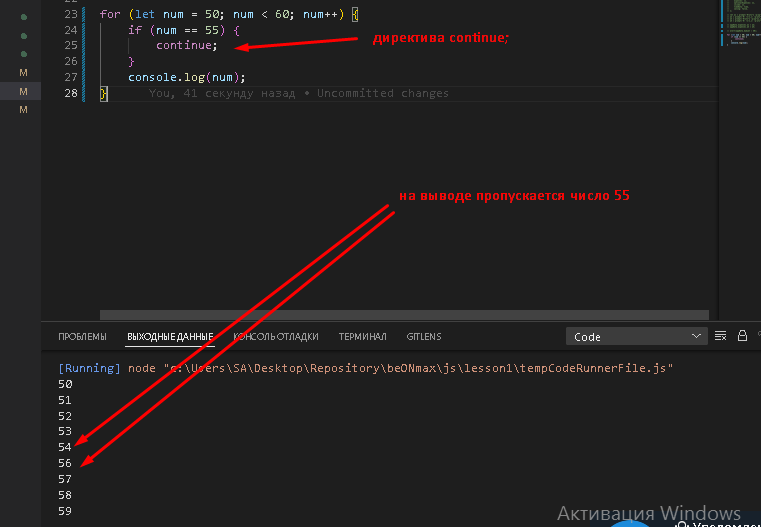 22
23 for (let num = 50; num < 60; num++) {
24 if (num == 55) {
25 continue;
директива continue;
26 }
27 console.log(num);
28 } You, 41 секунду назад • Uncommitted changes
M
M
M
на выводе пропускается число 55
ПРОБЛЕМЫ ВЫХОДНЫЕ ДАННЫЕ КОНСОЛЬ ОТЛАДКИ ТЕРМИНАЛ GITLENS Code
[Running] node "c:\Users\SA\Desktop\Repository\beONmax\js\lesson1\tempCodeRunnerFile.js"
50
51
52
53
54
56
57
58
59
Активация Windows